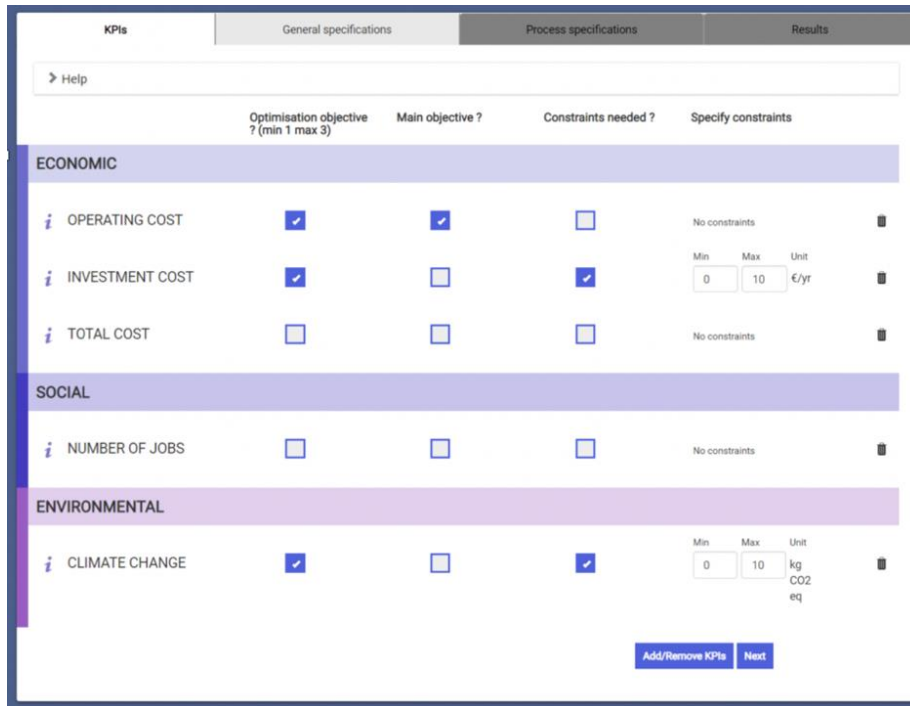 KPIs General specifications Process specifications Results
Help
Optimisation objective Main objective ? Constraints needed ? Specify constraints
? (min 1 max 3)
ECONOMIC
i OPERATING COST No constraints
Min Max Unit
i INVESTMENT COST 0 10 €/yr
i TOTAL COST No constraints
SOCIAL
i NUMBER OF JOBS No constraints
ENVIRONMENTAL
Min Max Unit
i CLIMATE CHANGE 0 10 kg
CO2
eq
Add/Remove KPIs Next